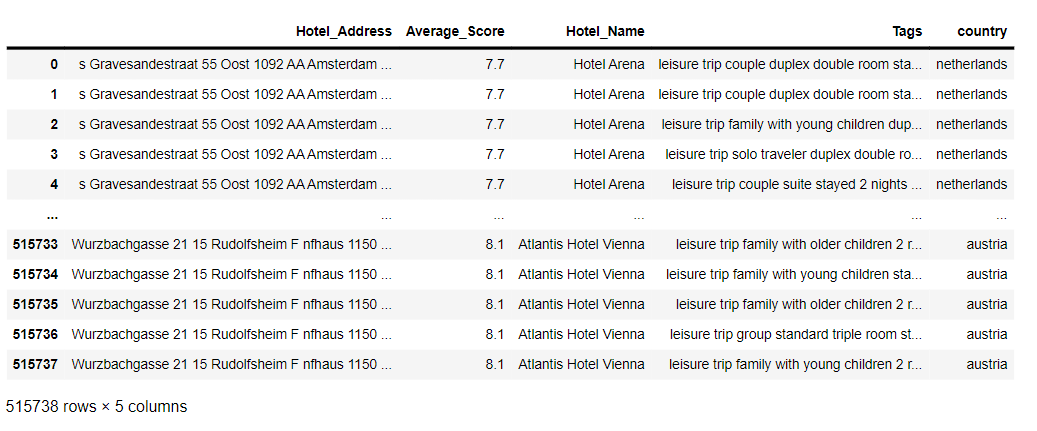 Hotel_Address Average_Score Hotel_Name Tags country
0 s Gravesandestraat 55 Oost 1092 AA Amsterdam ... 7.7 Hotel Arena leisure trip couple duplex double room sta... netherlands
1 s Gravesandestraat 55 Oost 1092 AA Amsterdam ... 7.7 Hotel Arena leisure trip couple duplex double room sta... netherlands
2 s Gravesandestraat 55 Oost 1092 AA Amsterdam ... 7.7 Hotel Arena leisure trip family with young children dup... netherlands
3 s Gravesandestraat 55 Oost 1092 AA Amsterdam ... 7.7 Hotel Arena leisure trip solo traveler duplex double ro... netherlands
4 s Gravesandestraat 55 Oost 1092 AA Amsterdam ... 7.7 Hotel Arena leisure trip couple suite stayed 2 nights ... netherlands
... ... ... ... ... ...
515733 Wurzbachgasse 21 15 Rudolfsheim F nfhaus 1150 ... 8.1 Atlantis Hotel Vienna leisure trip family with older children 2 r... austria
515734 Wurzbachgasse 21 15 Rudolfsheim F nfhaus 1150 ... 8.1 Atlantis Hotel Vienna leisure trip family with young children sta... austria
515735 Wurzbachgasse 21 15 Rudolfsheim F nfhaus 1150 ... 8.1 Atlantis Hotel Vienna leisure trip family with older children 2 r... austria
515736 Wurzbachgasse 21 15 Rudolfsheim F nfhaus 1150 ... 8.1 Atlantis Hotel Vienna leisure trip group standard triple room st... austria
515737 Wurzbachgasse 21 15 Rudolfsheim F nfhaus 1150 ... 8.1 Atlantis Hotel Vienna leisure trip family with young children 2 r... austria
515738 rows × 5 columns